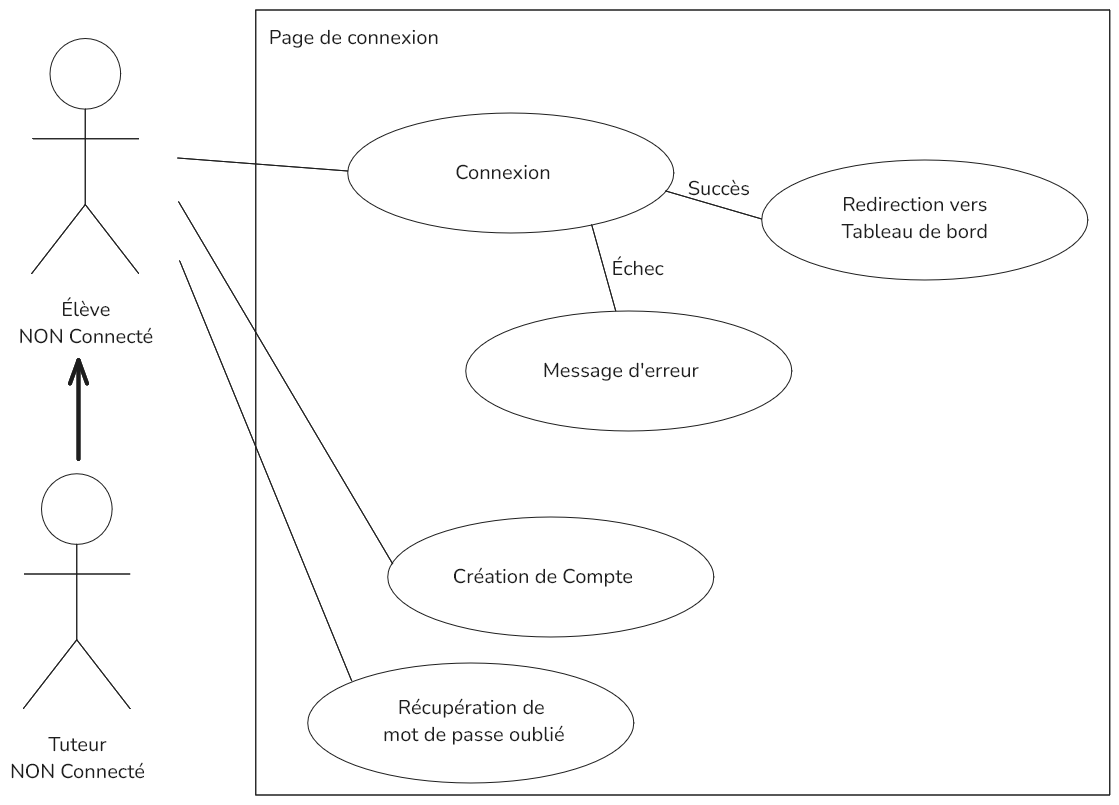 Page de connexion
Connexion
Succès
Redirection vers
Tableau de bord
Échec
Élève
NON Connecté
Message d'erreur
Création de Compte
Récupération de
mot de passe oublié
Tuteur
NON Connecté